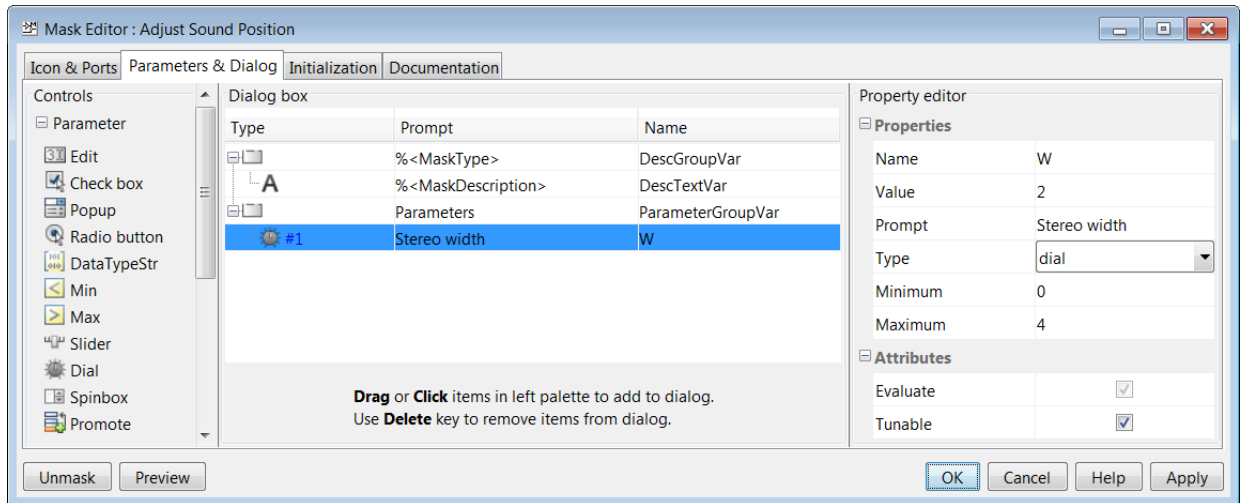 Mask Editor : Adjust Sound Position
Icon & Ports Parameters & Dialog Initialization Documentation
Controls
Parameter
Edit
Check box
Popup
Radio button
DataTypeStr
Min
Max
Slider
Dial
Spinbox
Promote
Dialog box
Type Prompt Name
%<MaskType> DescGroupVar
A %<MaskDescription> DescTextVar
Parameters ParameterGroupVar
#1 Stereo width W
Drag or Click items in left palette to add to dialog.
Use Delete key to remove items from dialog.
Property editor
Properties
Name W
Value 2
Prompt Stereo width
Type dial
Minimum 0
Maximum 4
Attributes
Evaluate
Tunable
Unmask Preview OK Cancel Help Apply